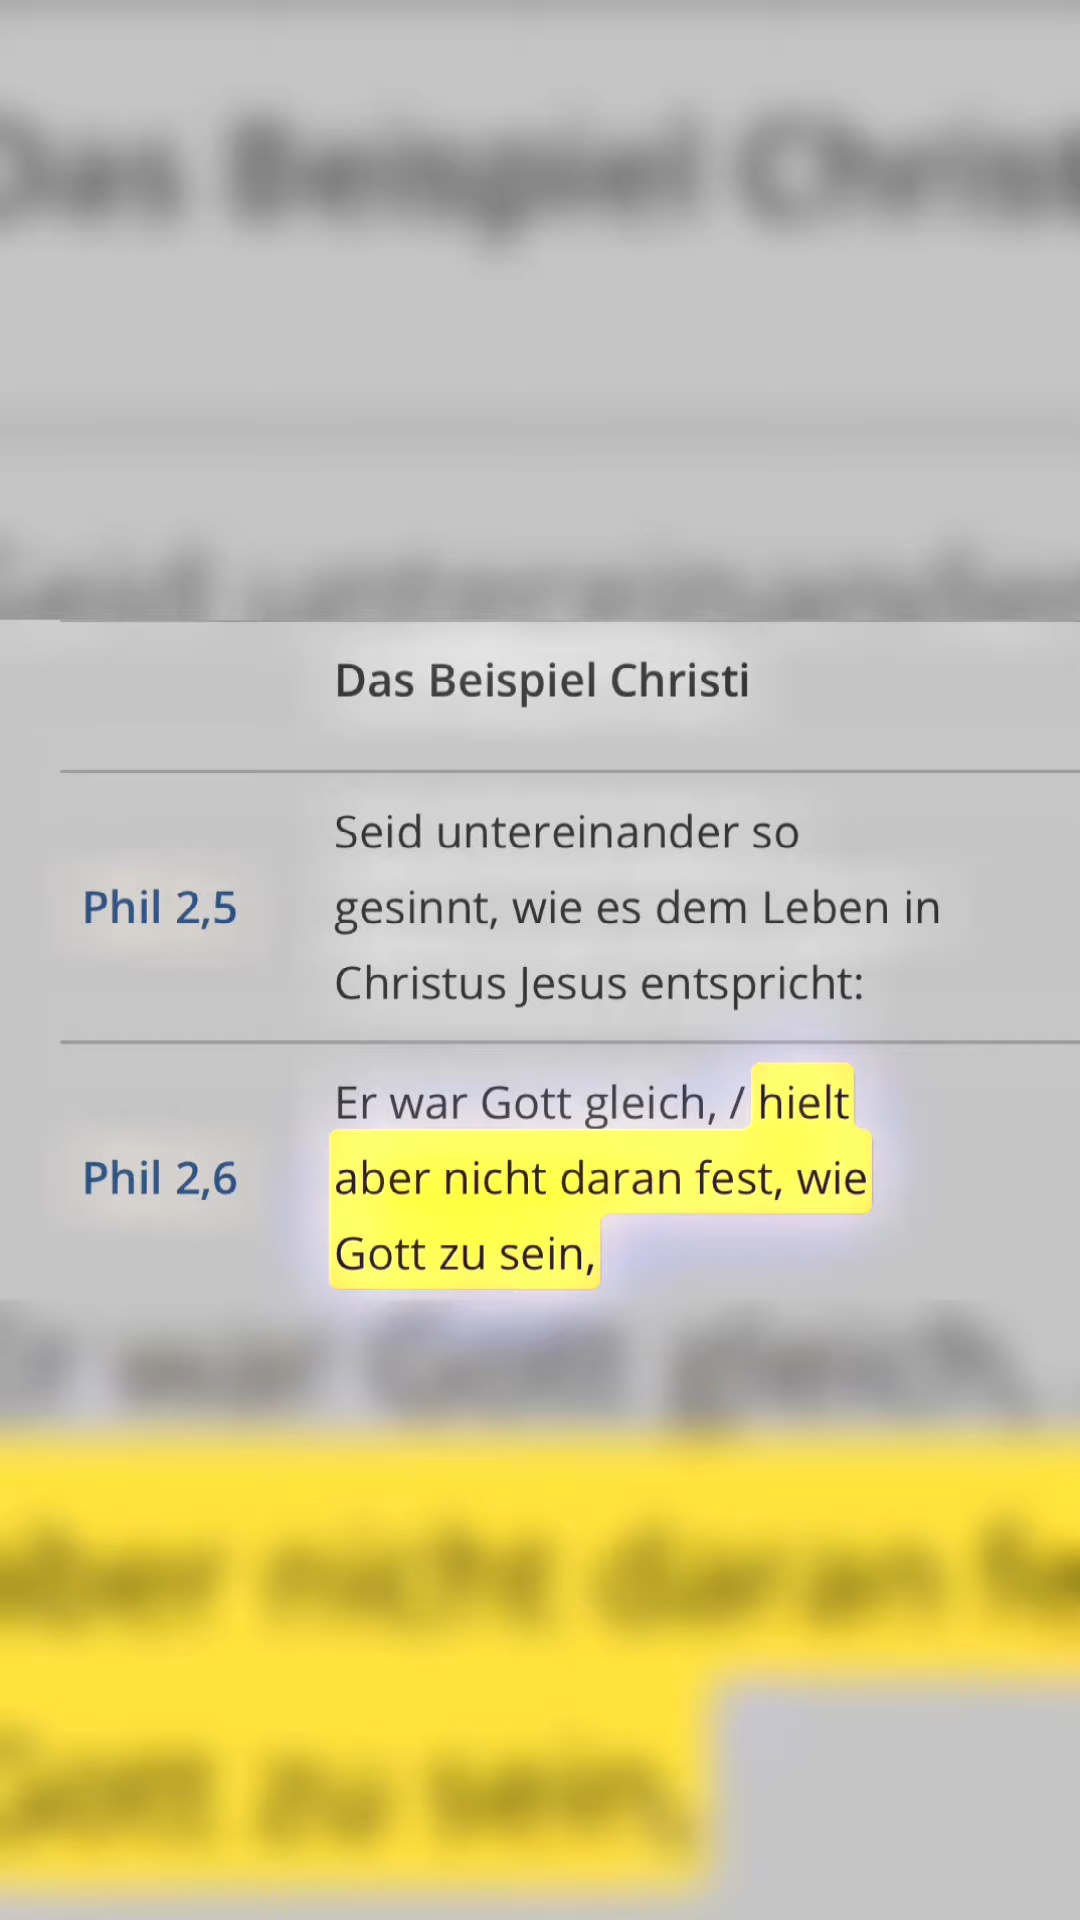 Das Beispiel Christi
Seid untereinander so
Phil 2,5 gesinnt, wie es dem Leben in
Christus Jesus entspricht:
Er war Gott gleich, / hielt
Phil 2,6 aber nicht daran fest, wie
Gott zu sein,